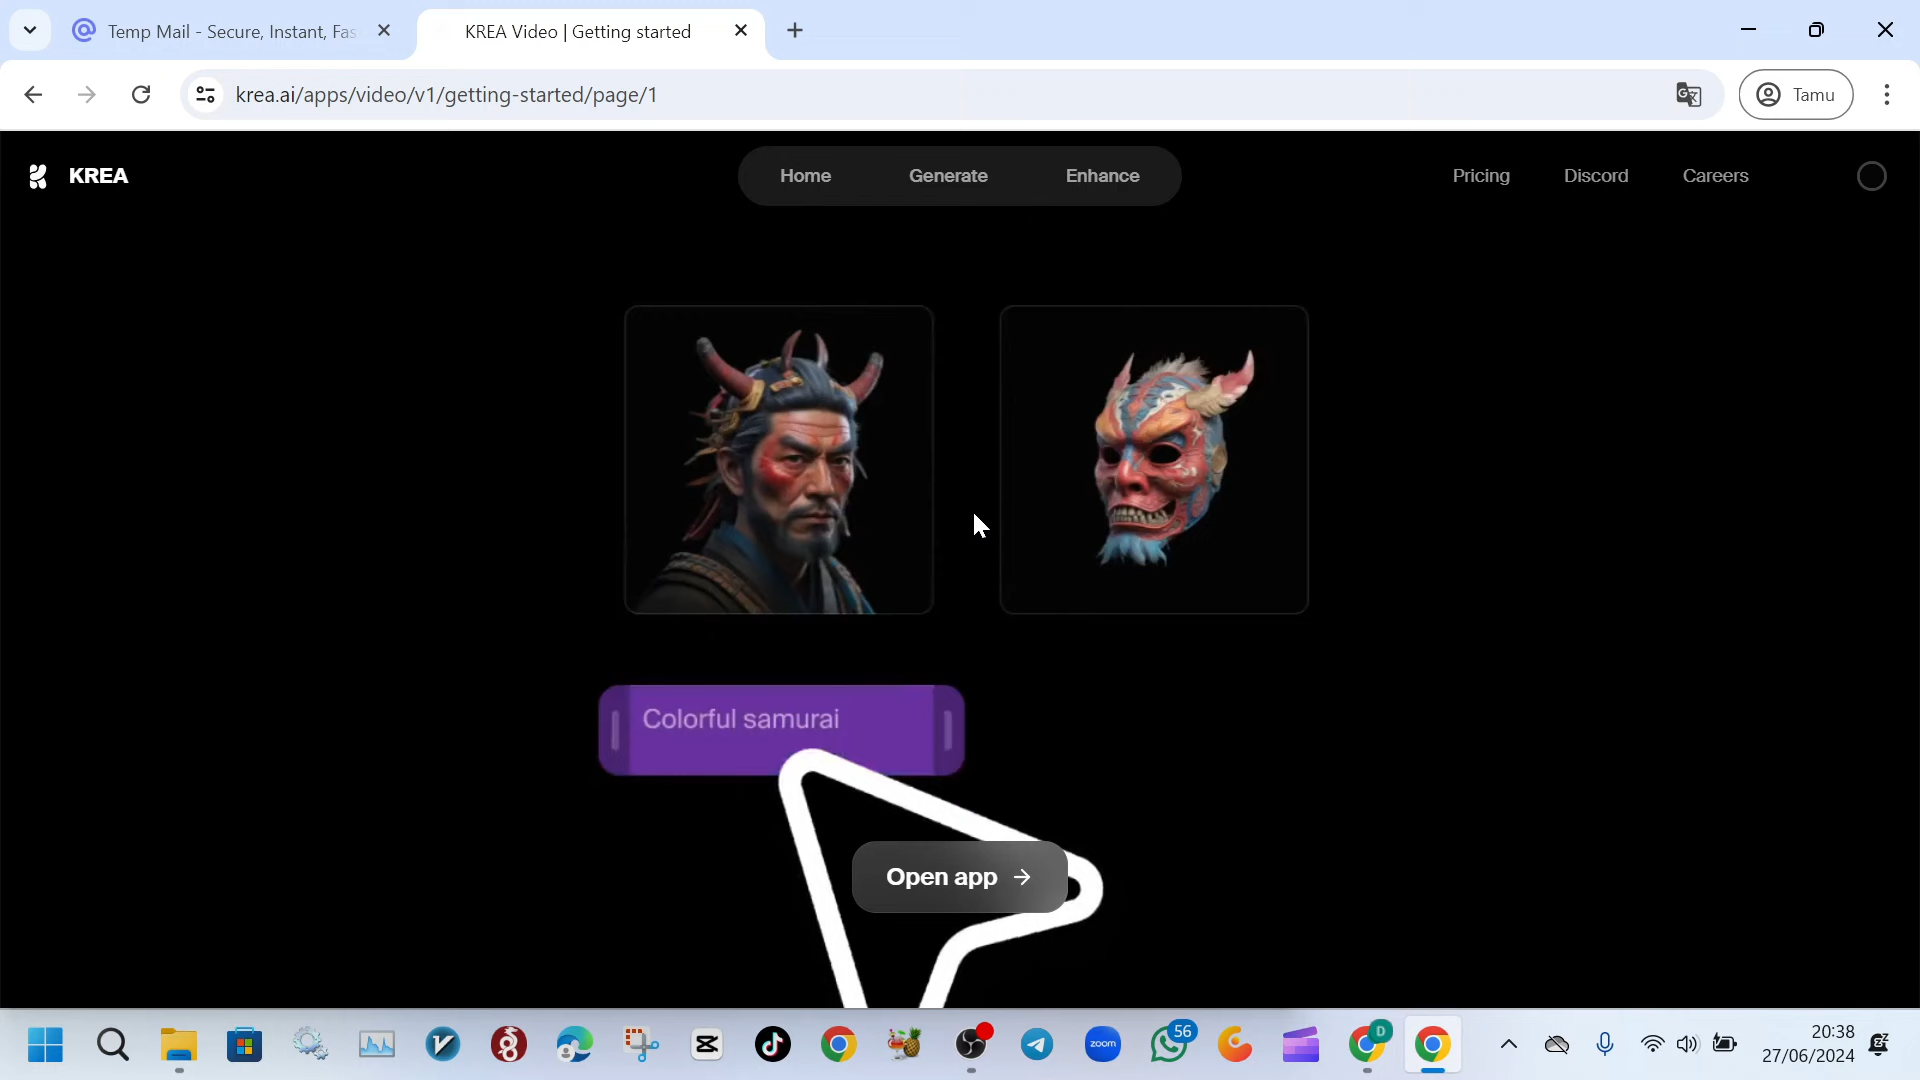 Temp Mail - Secure, Instant, Fas
KREA Video | Getting started
krea.ai/apps/video/v1/getting-started/page/1
Tamu
KREA
Home
Generate
Enhance
Pricing
Discord
Careers
Colorful samurai
Open app →
zoom
56
D
20:38
27/06/2024